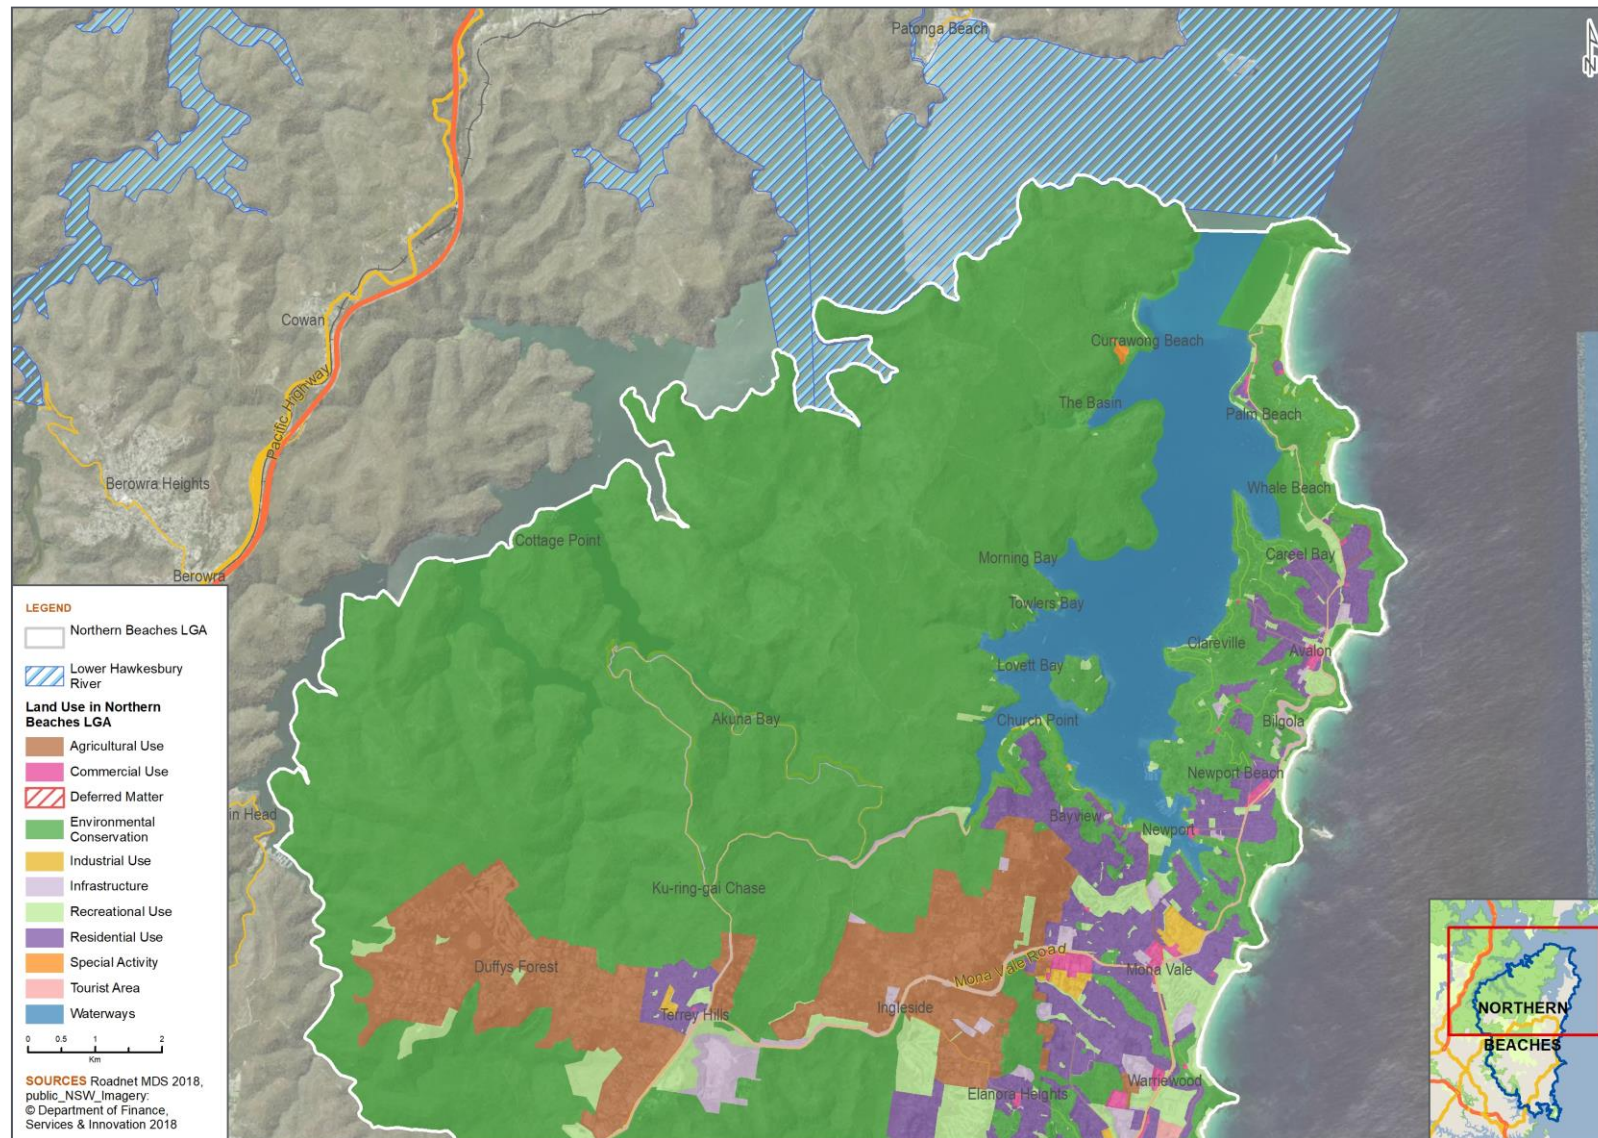 Patonga Beach
N
Cowan
Pacific Highway
Currawong Beach
The Basin
Palm Beach
Berowra Heights
Whale Beach
Cottage Point
Morning Bay
Careel Bay
Berowra
Towlers Bay
Clareville
Avalon
Lovett Bay
Akuna Bay
Church Point
Bilgola
Newport Beach
in Head
Bayview
Newport
Ku-ring-gai Chase
Duffys Forest
Mona Vale Road
Mona Vale
Ingleside
Terrey Hills
Warriewood
Elanora Heights
LEGEND
Northern Beaches LGA
Lower Hawkesbury
River
Land Use in Northern
Beaches LGA
Agricultural Use
Commercial Use
Deferred Matter
Environmental
Conservation
Industrial Use
Infrastructure
Recreational Use
Residential Use
Special Activity
Tourist Area
Waterways
0 0.5 1 2
Km
SOURCES Roadnet MDS 2018,
public_NSW_Imagery:
© Department of Finance,
Services & Innovation 2018
NORTHERN
BEACHES